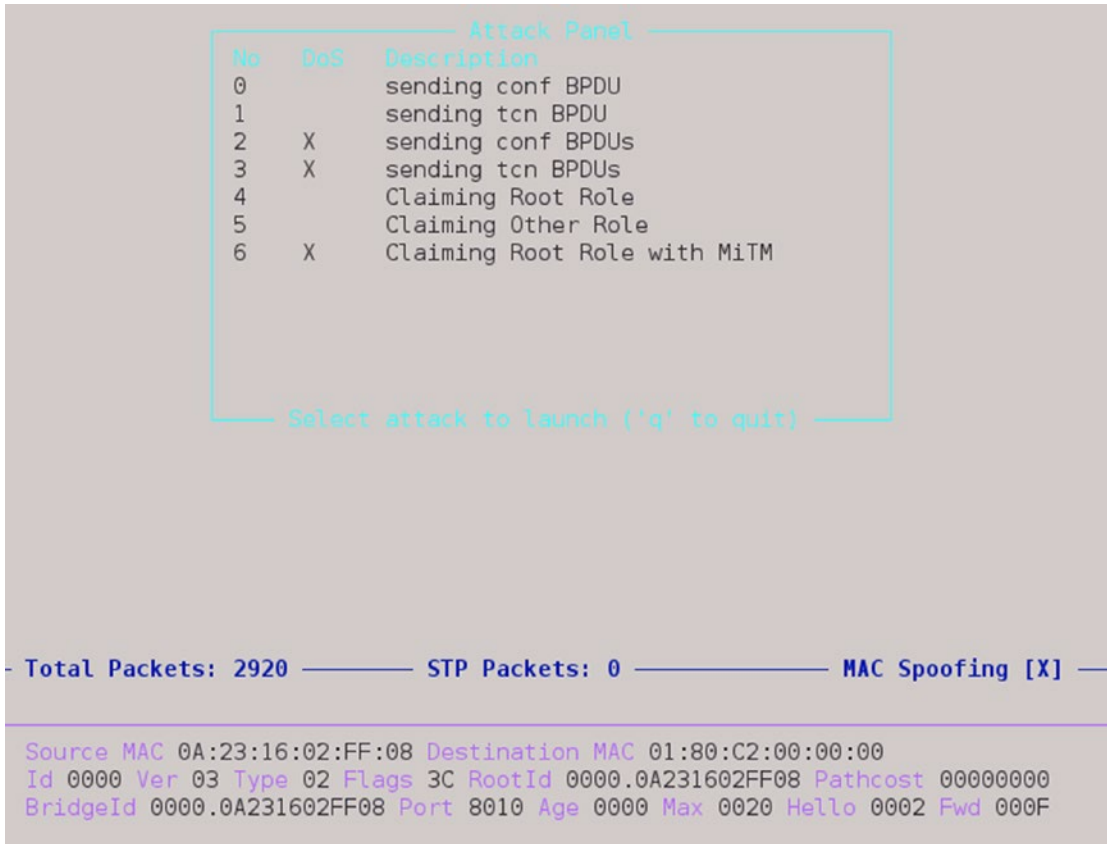 Attack Panel
No DoS Description
0 sending conf BPDU
1 sending tcn BPDU
2 X sending conf BPDUs
3 X sending tcn BPDUs
4 Claiming Root Role
5 Claiming Other Role
6 X Claiming Root Role with MiTM
Select attack to launch ('q' to quit)
Total Packets: 2920 STP Packets: 0 MAC Spoofing [X]
Source MAC 0A:23:16:02:FF:08 Destination MAC 01:80:C2:00:00:00
Id 0000 Ver 03 Type 02 Flags 3C RootId 0000.0A231602FF08 Pathcost 00000000
BridgeId 0000.0A231602FF08 Port 8010 Age 0000 Max 0020 Hello 0002 Fwd 000F